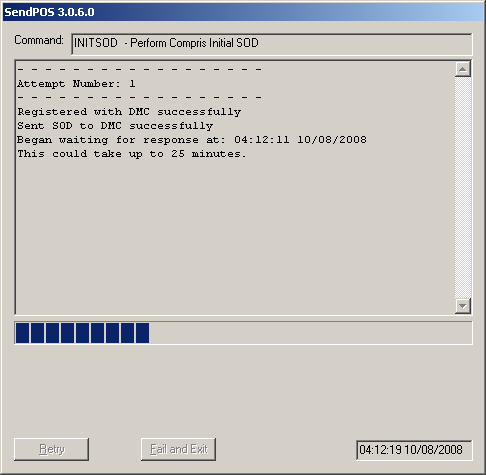 SendPOS 3.0.6.0
Command: INITSOD - Perform Compris Initial SOD
- - - - - - - - - - - - - - - - - -
Attempt Number: 1
- - - - - - - - - - - - - - - - - -
Registered with DMC successfully
Sent SOD to DMC successfully
Began waiting for response at: 04:12:11 10/08/2008
This could take up to 25 minutes.
Retry Fail and Exit 04:12:19 10/08/2008